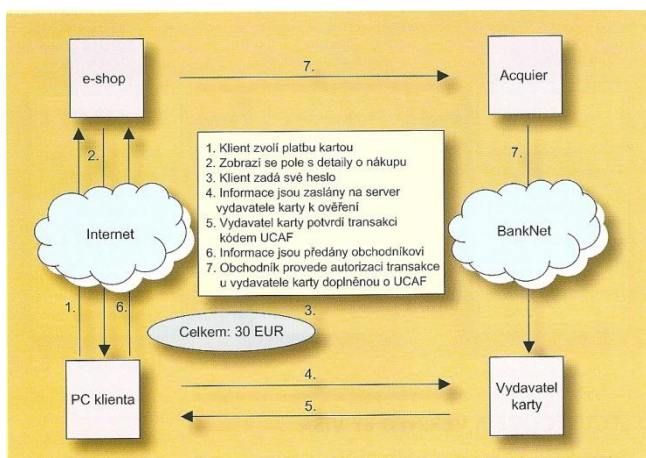 7.
e-shop
Acquier
2.
7.
1. Klient zvolí platbu kartou
2. Zobrazí se pole s detaily o nákupu
3. Klient zadá své heslo
4. Informace jsou zaslány na server
vydavatele karty k ověření
5. Vydavatel karty potvrdí transakci
kódem UCAF
6. Informace jsou předány obchodníkovi
7. Obchodník provede autorizaci transakce
u vydavatele karty doplněnou o UCAF
Internet
BankNet
1.
6.
3.
Celkem: 30 EUR
4.
PC klienta
Vydavatel
karty
5.